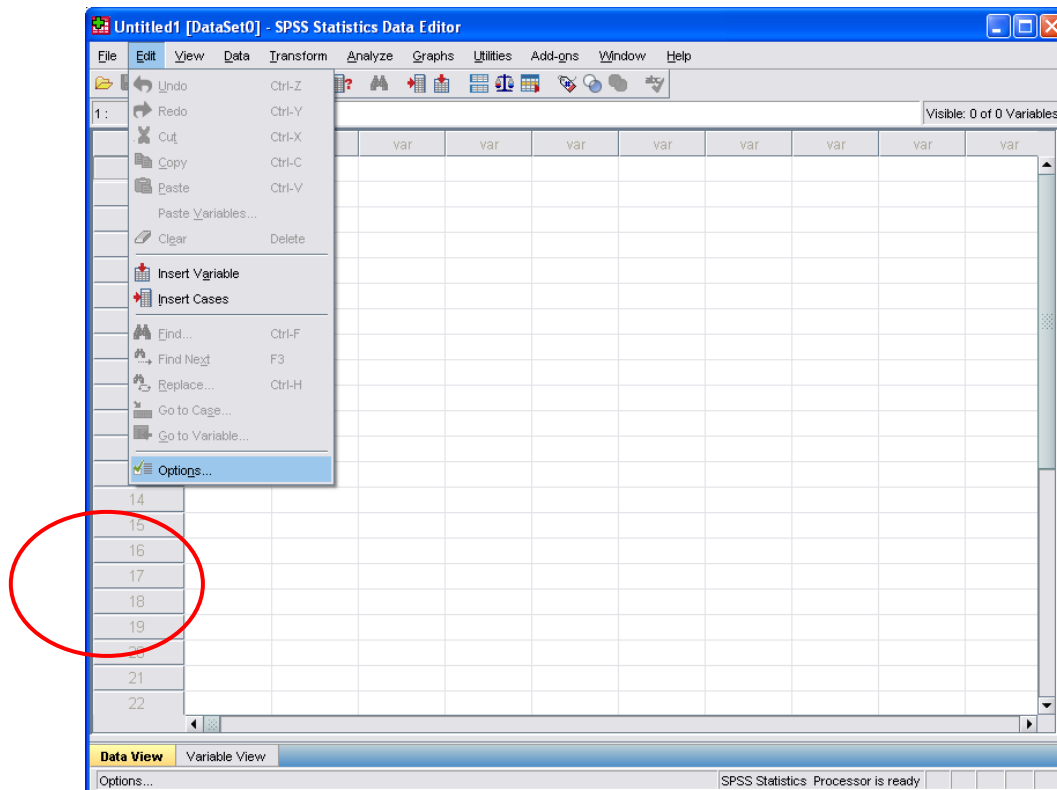 Untitled1 [DataSet0] - SPSS Statistics Data Editor
File Edit View Data Transform Analyze Graphs Utilities Add-ons Window Help
1 : Visible: 0 of 0 Variables
var var var var var var var var
Undo Ctrl-Z
Redo Ctrl-Y
Cut Ctrl-X
Copy Ctrl-C
Paste Ctrl-V
Paste Variables...
Clear Delete
Insert Variable
Insert Cases
Find... Ctrl-F
Find Next F3
Replace... Ctrl-H
Go to Case...
Go to Variable...
Options...
14
15
16
17
18
19
20
21
22
Data View Variable View
Options... SPSS Statistics Processor is ready